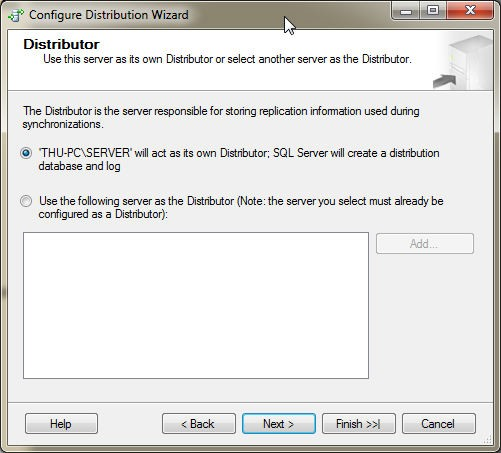 Configure Distribution Wizard
Distributor
Use this server as its own Distributor or select another server as the Distributor.
The Distributor is the server responsible for storing replication information used during
synchronizations.
'THU-PC\SERVER' will act as its own Distributor; SQL Server will create a distribution
database and log
Use the following server as the Distributor (Note: the server you select must already be
configured as a Distributor):
Add...
Help
< Back
Next >
Finish >>|
Cancel